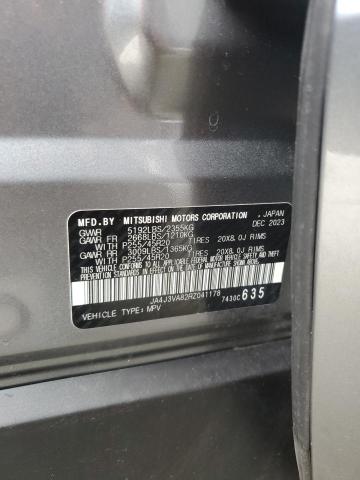 MFD.BY MITSUBISHI MOTORS CORPORATION , JAPAN
GVWR 5192LBS/2355KG DEC 2023
GAWR FR 2668LBS/1210KG
WITH P255/45R20 TIRES 20X8.0J RIMS
GAWR RR 3009LBS/1365KG
WITH P255/45R20 TIRES 20X8.0J RIMS
THIS VEHICLE CONFORMS TO ALL APPLICABLE FEDERAL MOTOR VEHICLE SAFETY AND THEFT PREVENTION STANDARDS IN EFFECT ON THE DATE OF MANUFACTURE SHOWN ABOVE.
JA4J3VA82RZ041178 7430C635
VEHICLE TYPE: MPV